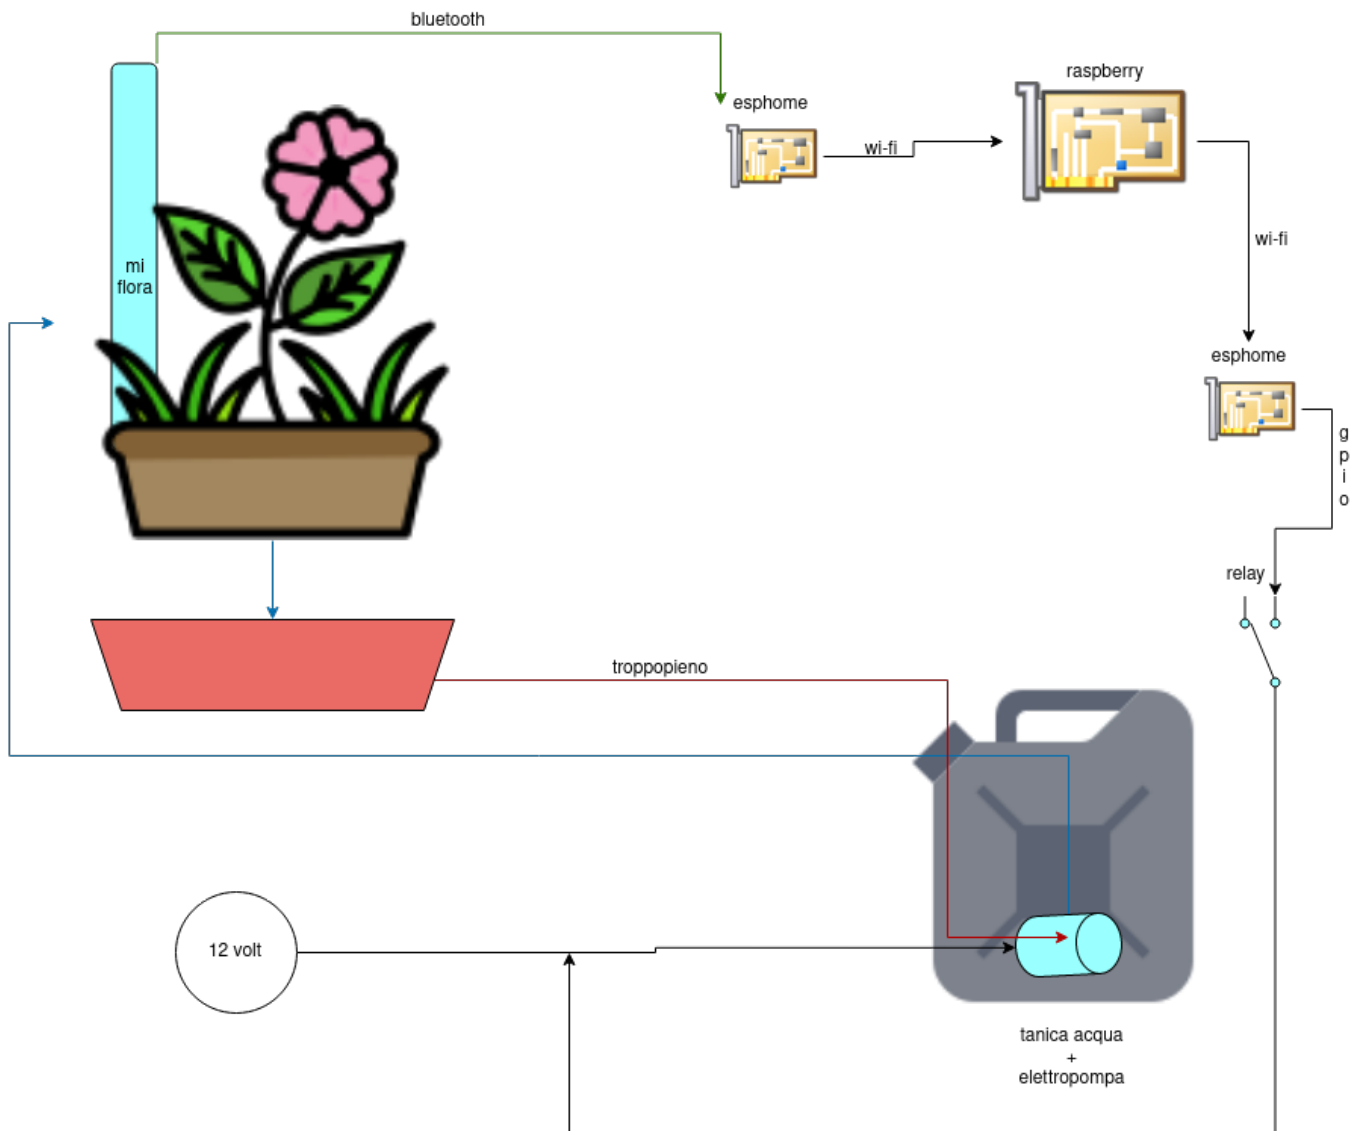 bluetooth
raspberry
esphome
wi-fi
wi-fi
mi
flora
esphome
g
p
i
o
relay
troppopieno
12 volt
tanica acqua
+
elettropompa